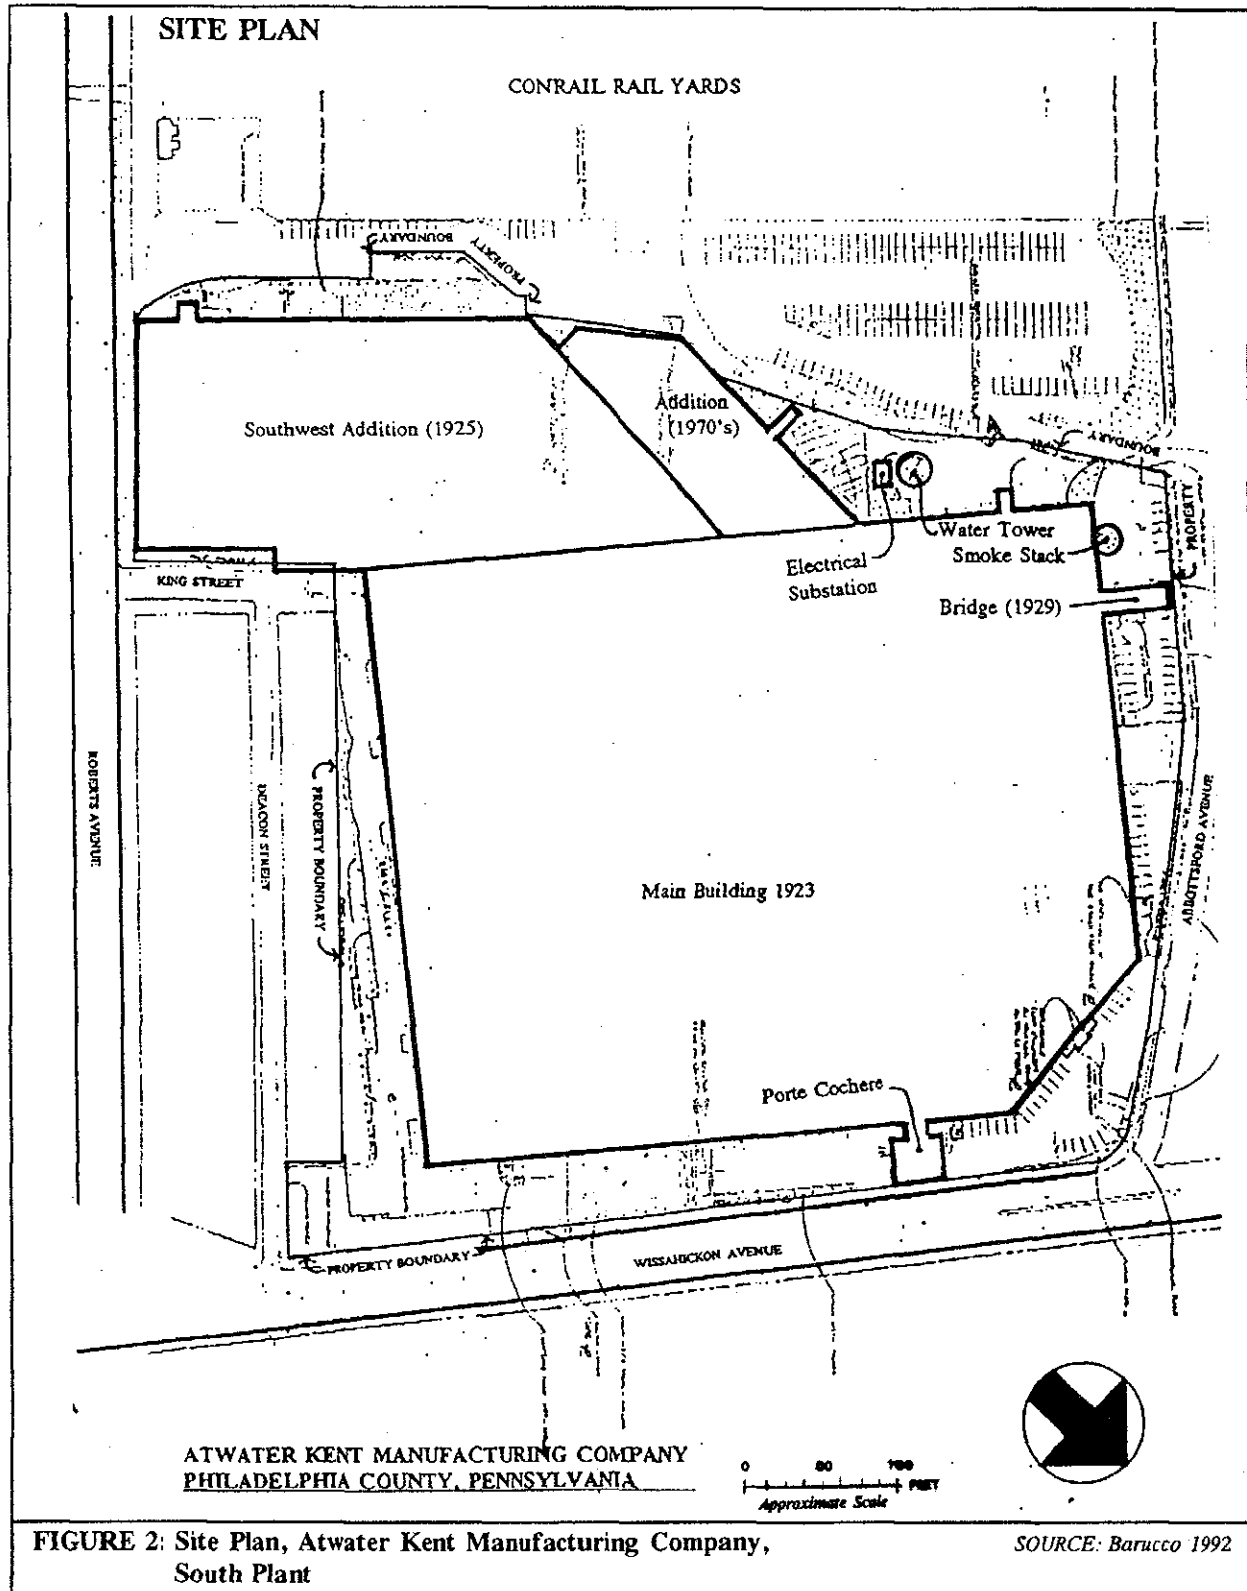 SITE PLAN
CONRAIL RAIL YARDS
PROPERTY
BOUNDARY
Southwest Addition (1925)
Addition
(1970's)
BOUNDARY
PROPERTY
Water Tower
Smoke Stack
Electrical
Substation
Bridge (1929)
KING STREET
ROBERTS AVENUE
DEACON STREET
PROPERTY BOUNDARY
ABBOTTSFORD AVENUE
Main Building 1923
Porte Cochere
PROPERTY BOUNDARY
WISSAHICKON AVENUE
ATWATER KENT MANUFACTURING COMPANY
PHILADELPHIA COUNTY, PENNSYLVANIA
0
FEET
Approximate Scale
FIGURE 2: Site Plan, Atwater Kent Manufacturing Company,
South Plant
SOURCE: Barucco 1992